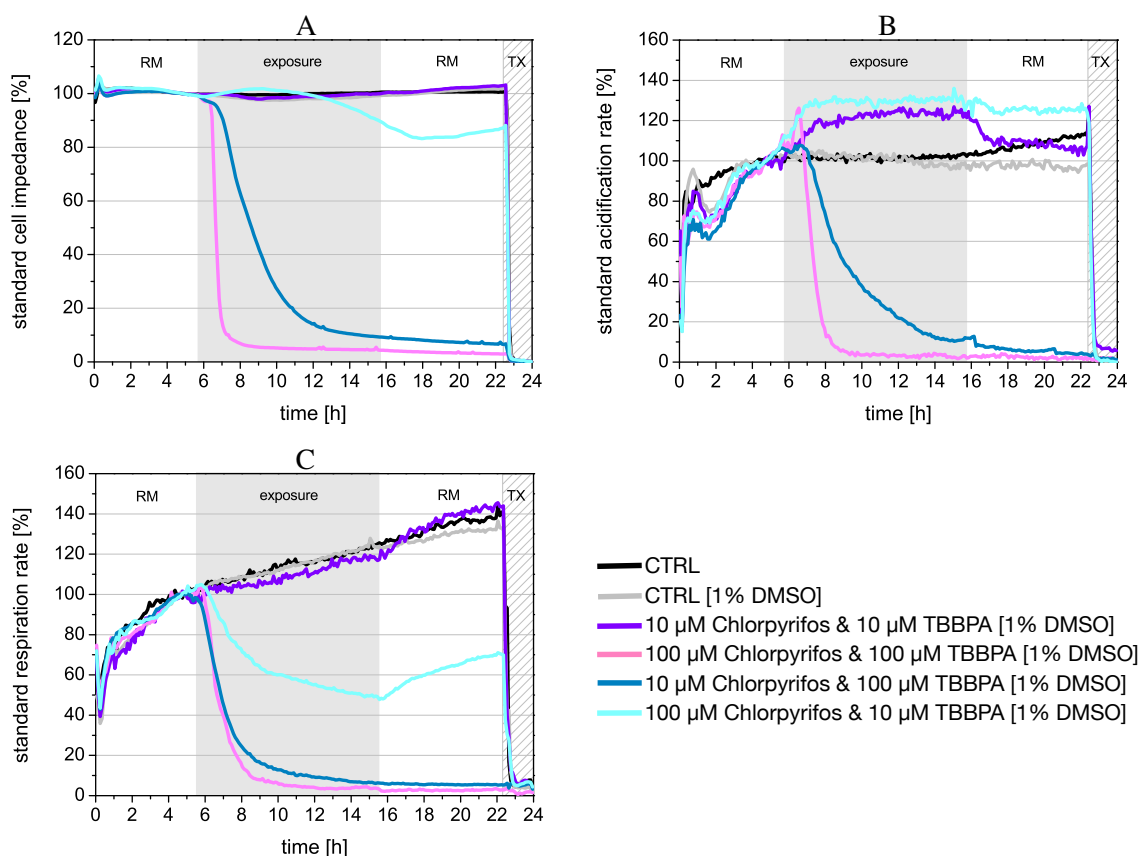 A
standard cell impedance [%]
120
100
80
60
40
20
0
RM
exposure
RM
TX
0 2 4 6 8 10 12 14 16 18 20 22 24
time [h]
B
standard acidification rate [%]
160
140
120
100
80
60
40
20
0
RM
exposure
RM
TX
0 2 4 6 8 10 12 14 16 18 20 22 24
time [h]
C
standard respiration rate [%]
160
140
120
100
80
60
40
20
0
RM
exposure
RM
TX
0 2 4 6 8 10 12 14 16 18 20 22 24
time [h]
CTRL
CTRL [1% DMSO]
10 µM Chlorpyrifos & 10 µM TBBPA [1% DMSO]
100 µM Chlorpyrifos & 100 µM TBBPA [1% DMSO]
10 µM Chlorpyrifos & 100 µM TBBPA [1% DMSO]
100 µM Chlorpyrifos & 10 µM TBBPA [1% DMSO]